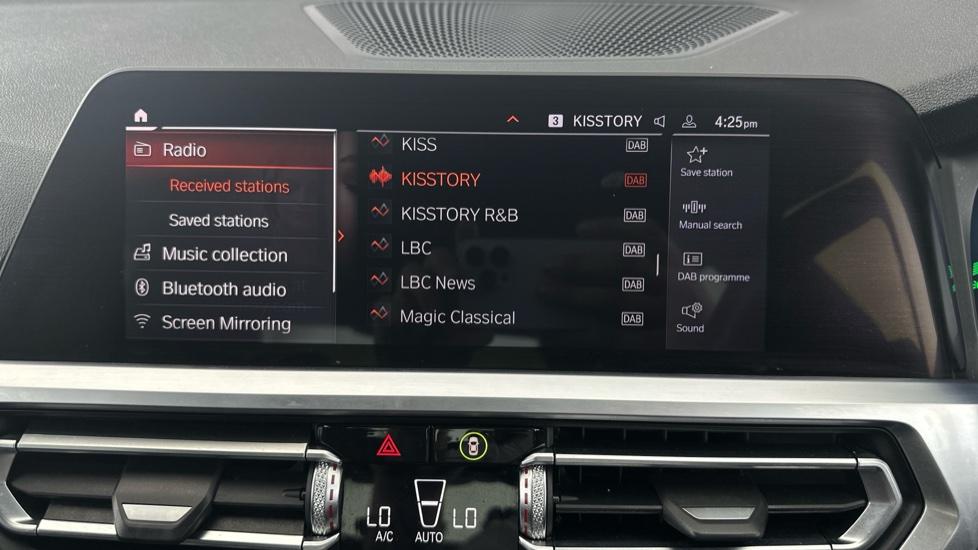 3 KISSTORY 4:25pm
Radio
Received stations
Saved stations
Music collection
Bluetooth audio
Screen Mirroring
KISS DAB
KISSTORY DAB
KISSTORY R&B DAB
LBC DAB
LBC News DAB
Magic Classical DAB
Save station
Manual search
DAB programme
Sound
LO LO
A/C AUTO